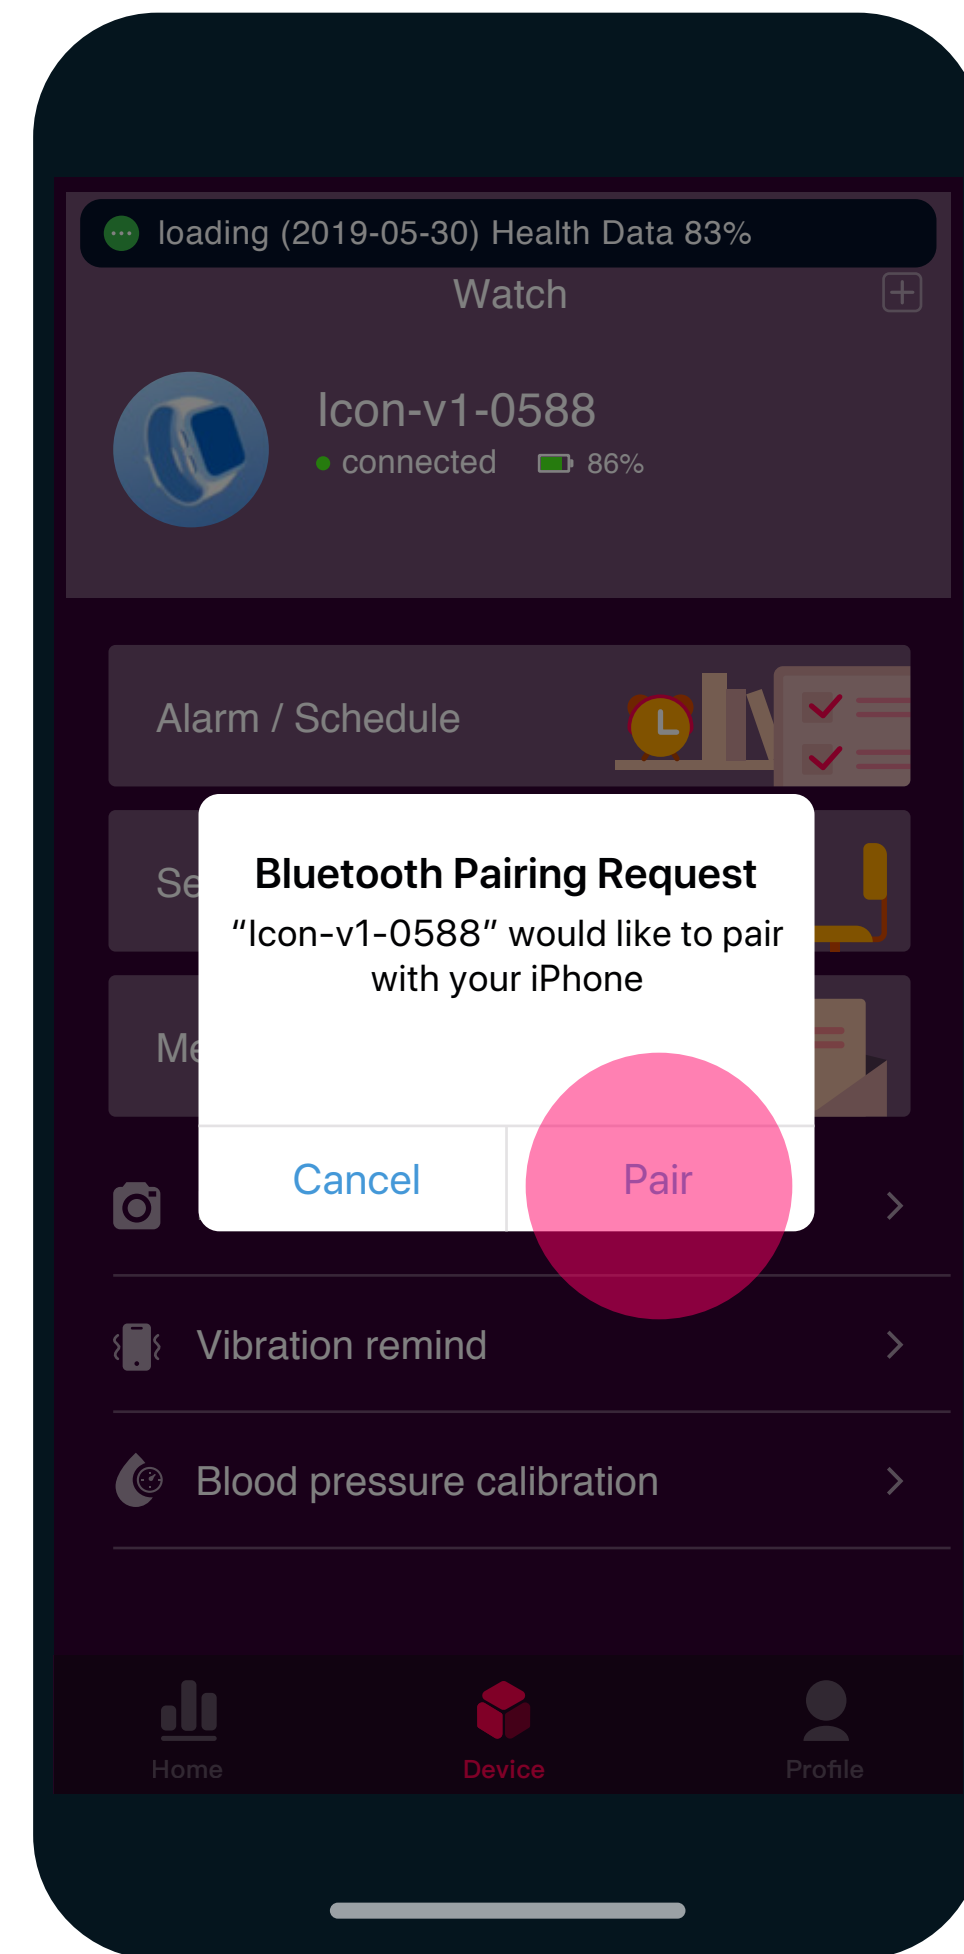 loading (2019-05-30) Health Data 83%
Watch
Icon-v1-0588
connected 86%
Alarm / Schedule
Se
Bluetooth Pairing Request
“Icon-v1-0588” would like to pair
with your iPhone
Me
Cancel Pair
Vibration remind
Blood pressure calibration
Home Device Profile